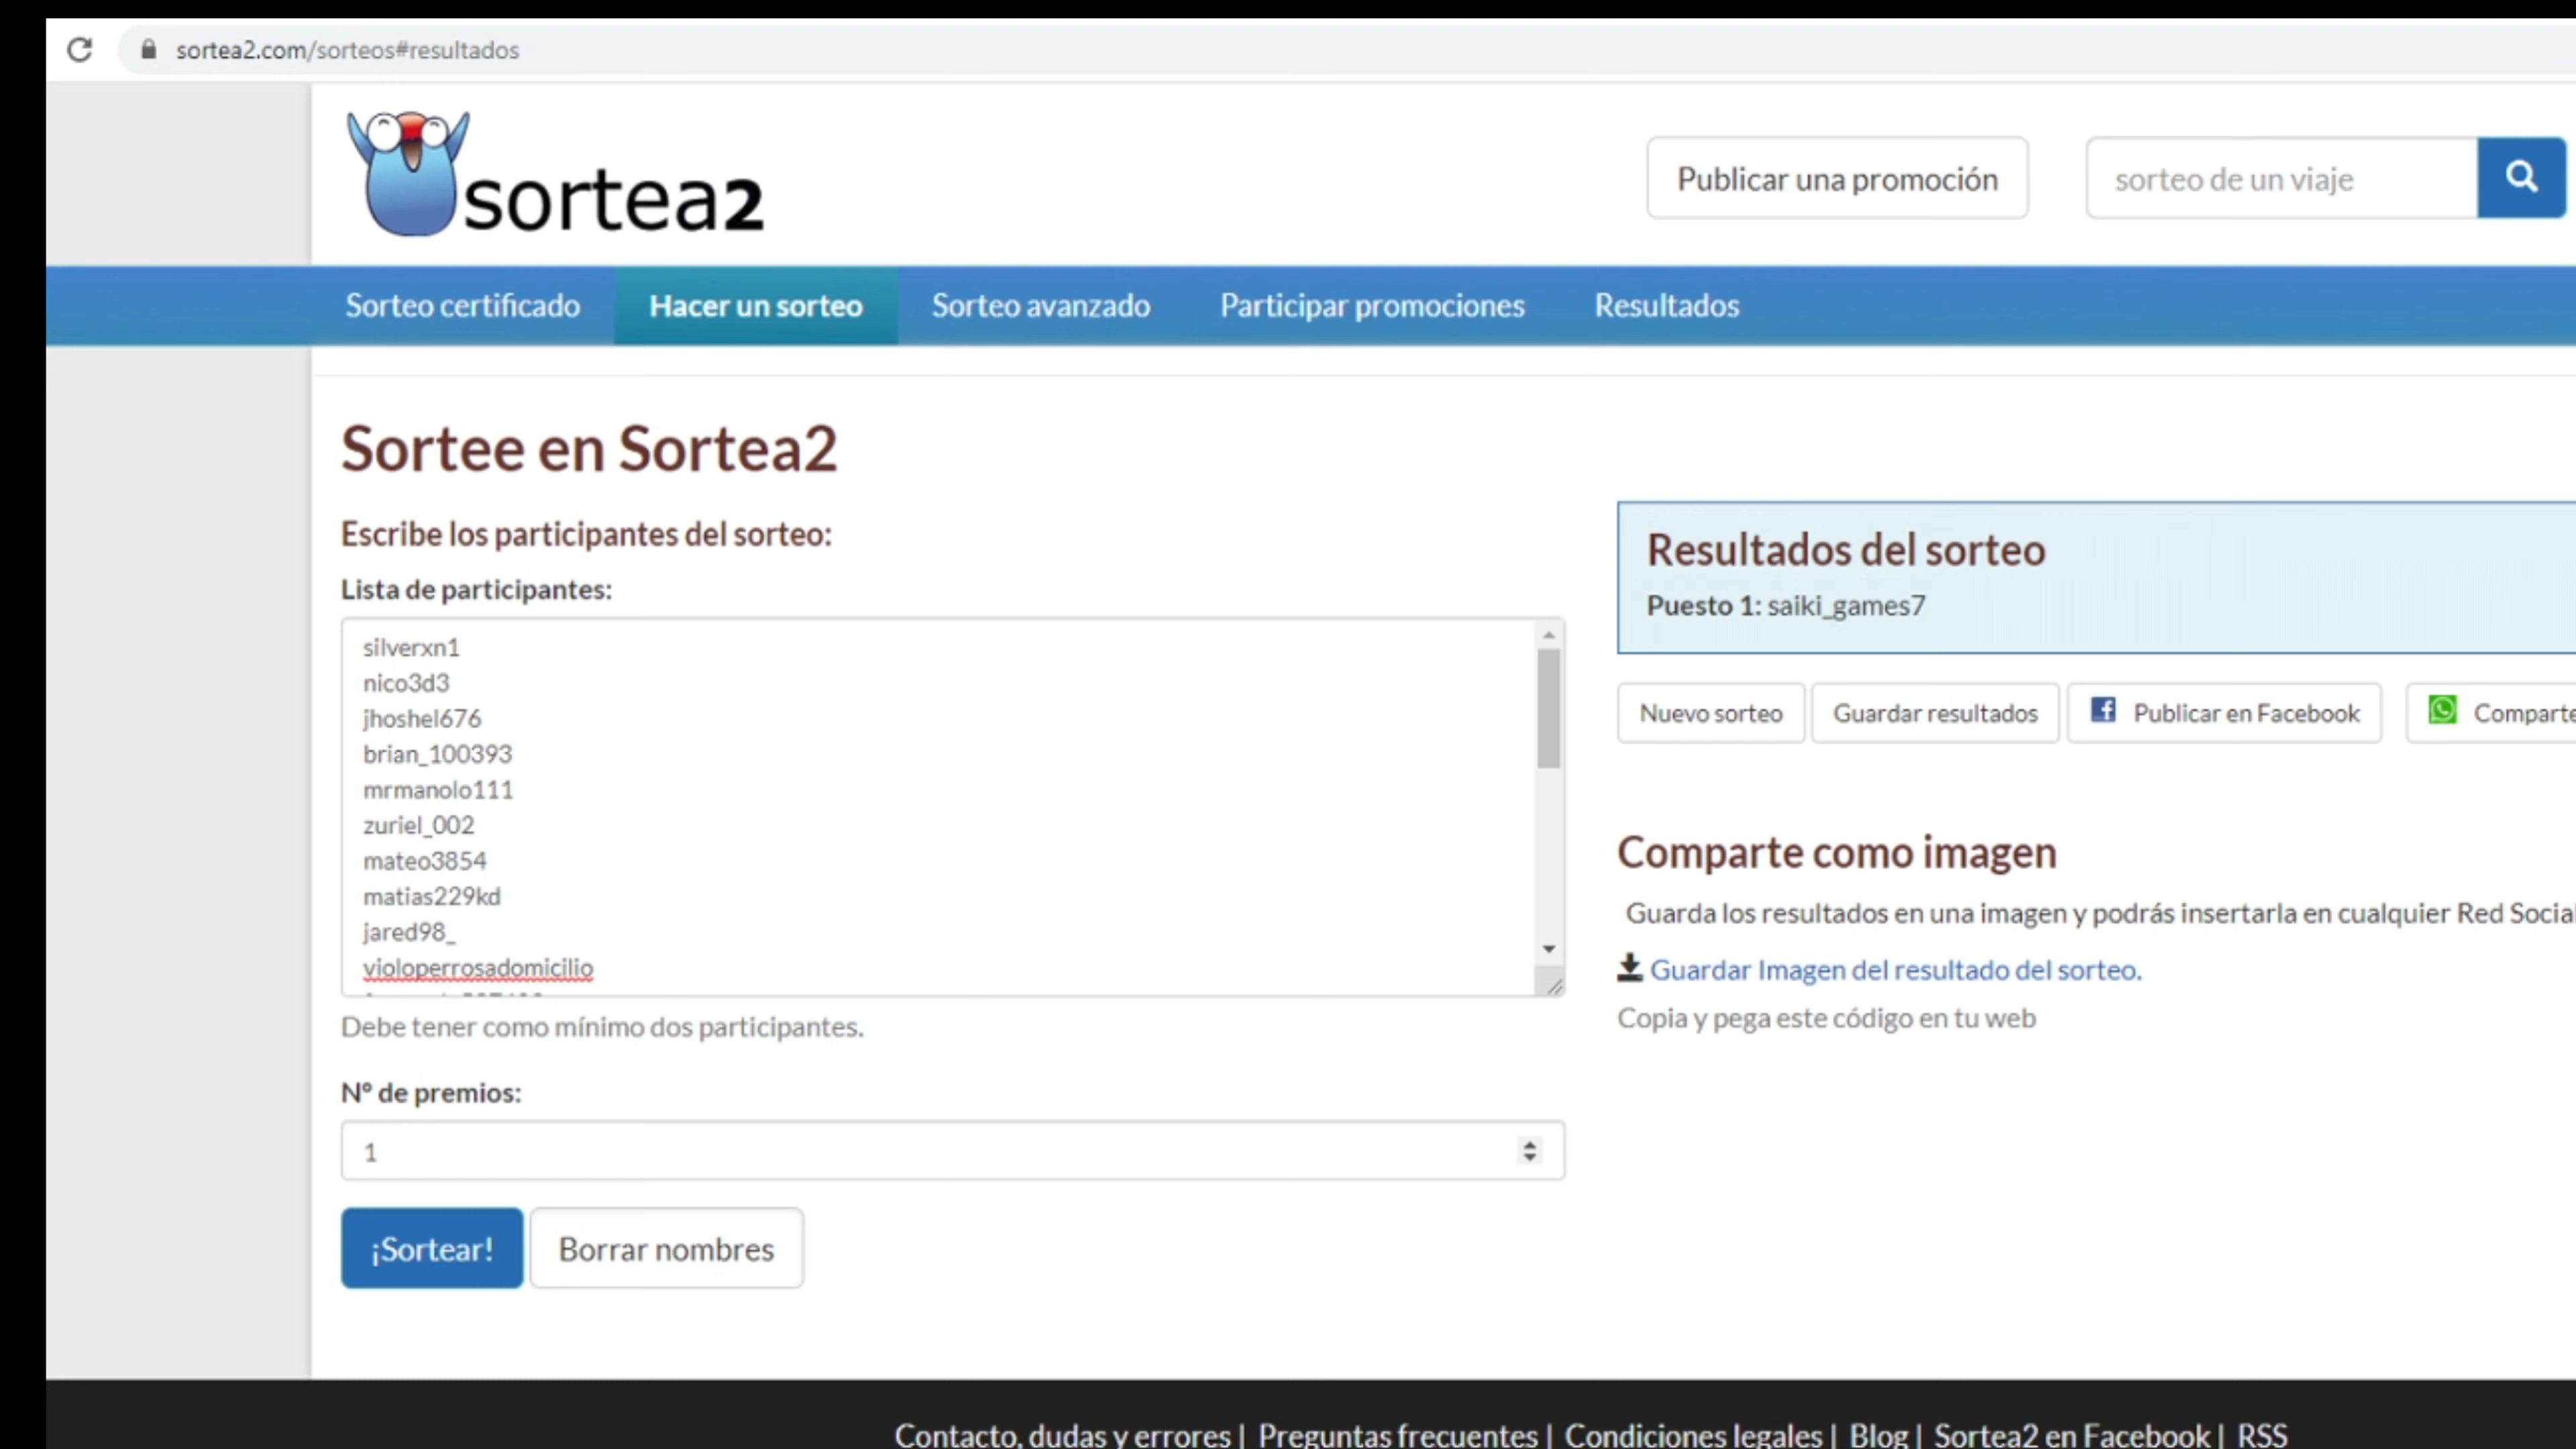 sortea2.com/sorteos#resultados
sortea2
Publicar una promoción
sorteo de un viaje
Sorteo certificado
Hacer un sorteo
Sorteo avanzado
Participar promociones
Resultados
Sortee en Sortea2
Escribe los participantes del sorteo:
Lista de participantes:
silverxn1
nico3d3
jhoshel676
brian_100393
mrmanolo111
zuriel_002
mateo3854
matias229kd
jared98_
violoperrosadomicilio
Debe tener como mínimo dos participantes.
Nº de premios:
1
¡Sortear!
Borrar nombres
Resultados del sorteo
Puesto 1: saiki_games7
Nuevo sorteo
Guardar resultados
Publicar en Facebook
Comparte
Comparte como imagen
Guarda los resultados en una imagen y podrás insertarla en cualquier Red Social
Guardar Imagen del resultado del sorteo.
Copia y pega este código en tu web
Contacto, dudas y errores | Preguntas frecuentes | Condiciones legales | Blog | Sortea2 en Facebook | RSS